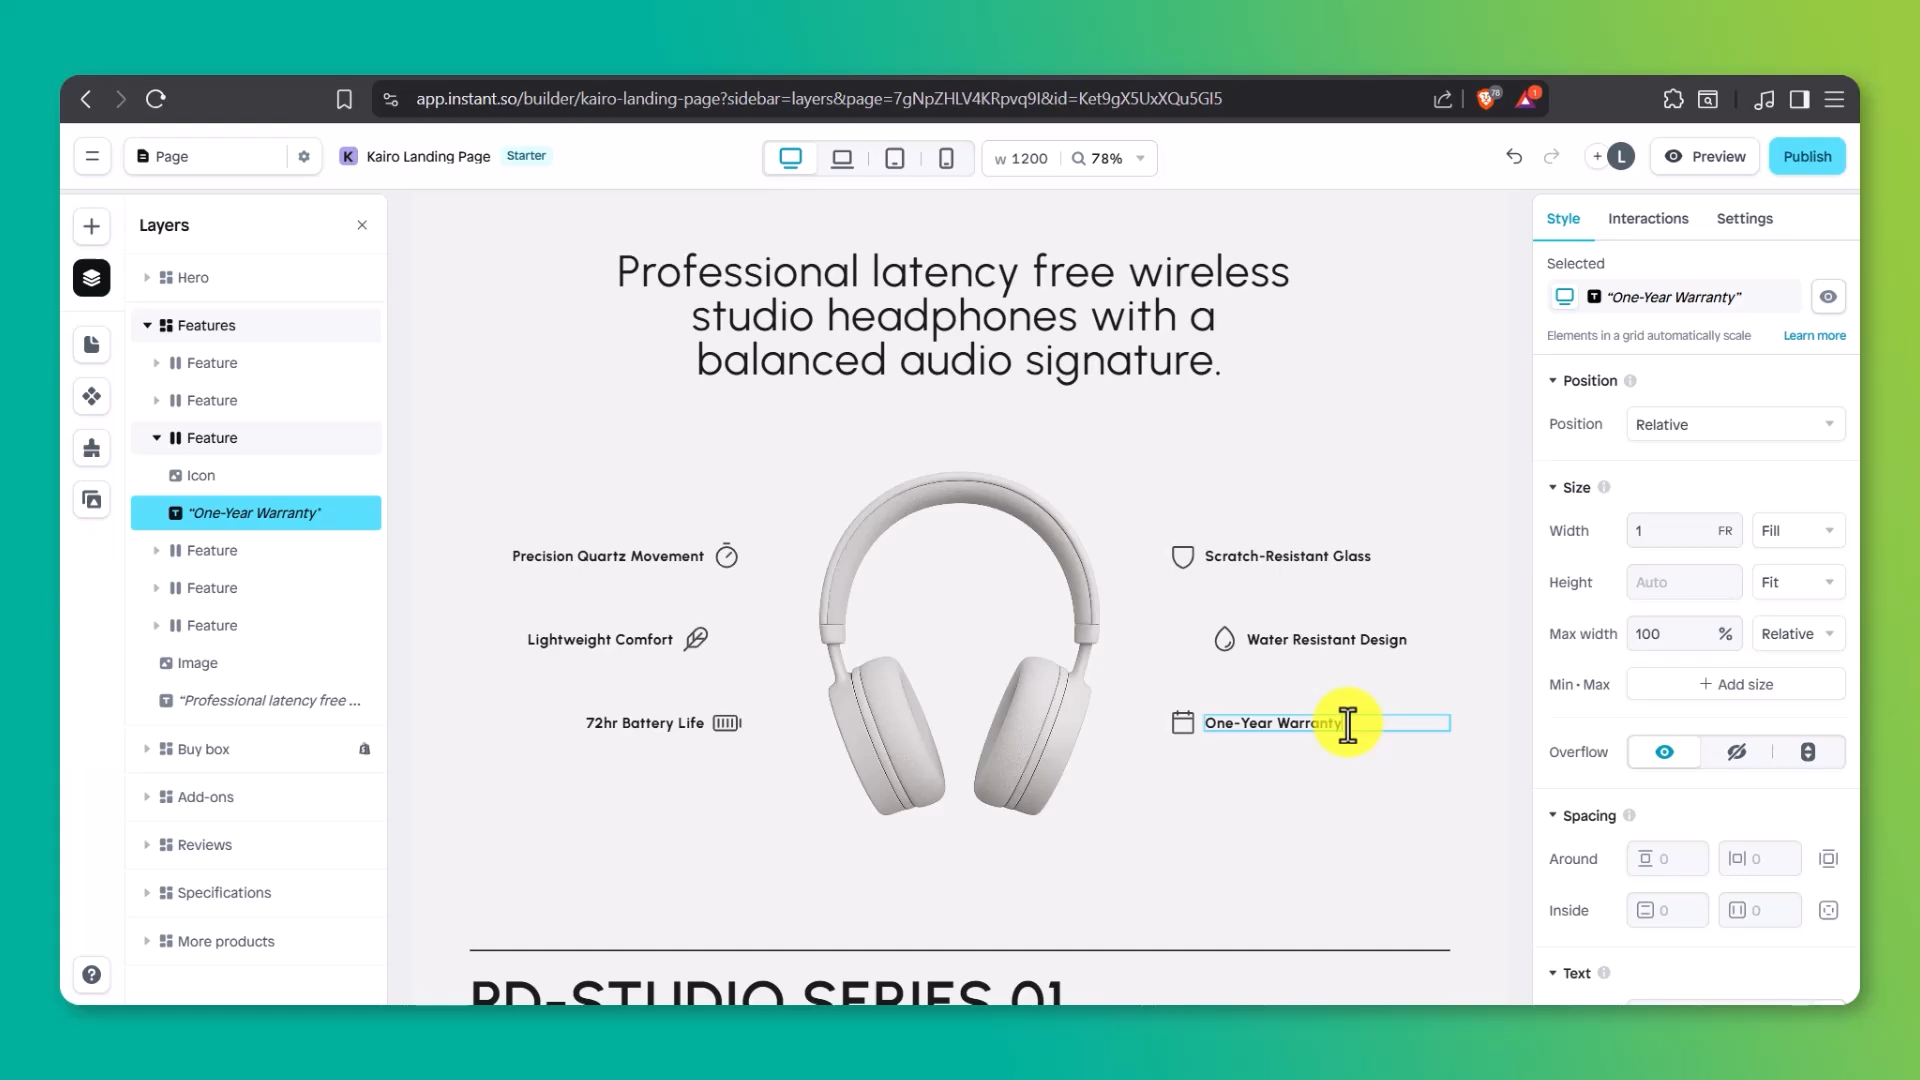 app.instant.so/builder/kairo-landing-page?sidebar=layers&page=7gNpZHLV4KRpvq9I&id=Ket9gX5UxXQu5GI5
78
1
Page
K
Kairo Landing Page
Starter
W 1200
78%
+
L
Preview
Publish
Layers
Hero
Features
Feature
Feature
Feature
Icon
T "One-Year Warranty"
Feature
Feature
Feature
Image
T "Professional latency free ...
Buy box
Add-ons
Reviews
Specifications
More products
?
Professional latency free wireless
studio headphones with a
balanced audio signature.
Precision Quartz Movement
Lightweight Comfort
72hr Battery Life
Scratch-Resistant Glass
Water Resistant Design
One-Year Warranty
PD-STUDIO SERIES 01
Style
Interactions
Settings
Selected
T "One-Year Warranty"
Elements in a grid automatically scale
Learn more
Position
Position
Relative
Size
Width
1
FR
Fill
Height
Auto
Fit
Max width
100
%
Relative
Min · Max
+ Add size
Overflow
Spacing
Around
0
0
Inside
0
0
Text